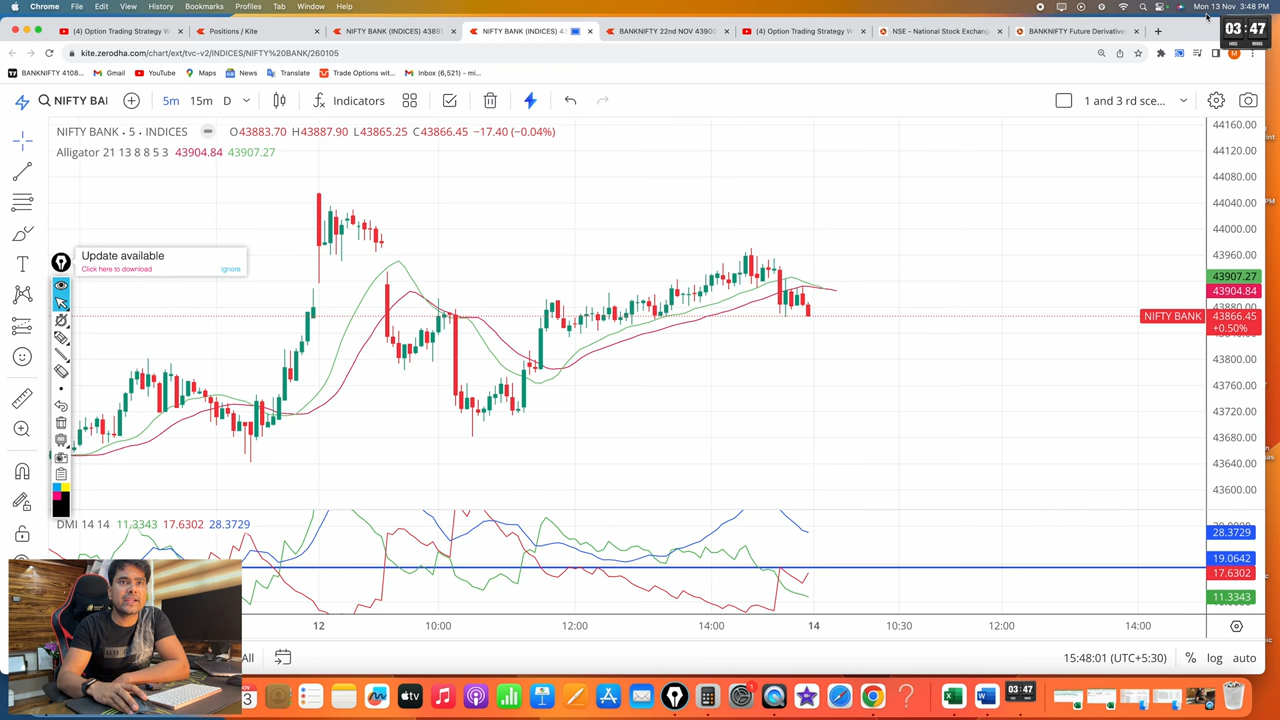 Chrome File Edit View History Bookmarks Profiles Tab Window Help
Mon 13 Nov 3:48 PM
03 47
HRS MINS
(4) Option Trading Strategy W
Positions / Kite
NIFTY BANK (INDICES) 4389
NIFTY BANK (INDICES) 43
BANKNIFTY 22nd NOV 43900
(4) Option Trading Strategy W
NSE - National Stock Exchang
BANKNIFTY Future Derivative
kite.zerodha.com/chart/ext/tvc-v2/INDICES/NIFTY%20BANK/260105
BANKNIFTY 4108... Gmail YouTube Maps News Translate Trade Options wit... Inbox (6,521) - mi...
NIFTY BAI 5m 15m D Indicators 1 and 3 rd sce...
NIFTY BANK · 5 · INDICES O43883.70 H43887.90 L43865.25 C43866.45 −17.40 (−0.04%)
Alligator 21 13 8 8 5 3 43904.84 43907.27
44160.00
44120.00
44080.00
44040.00
44000.00
43960.00
43907.27
43904.84
NIFTY BANK 43866.45
+0.50%
43800.00
43760.00
43720.00
43680.00
43640.00
43600.00
Update available
Click here to download ignore
DMI 14 14 11.3343 17.6302 28.3729
28.3729
19.0642
17.6302
11.3343
12 10:00 12:00 14:00 14 10:30 12:00 14:00
All 15:48:01 (UTC+5:30) % log auto
03:47